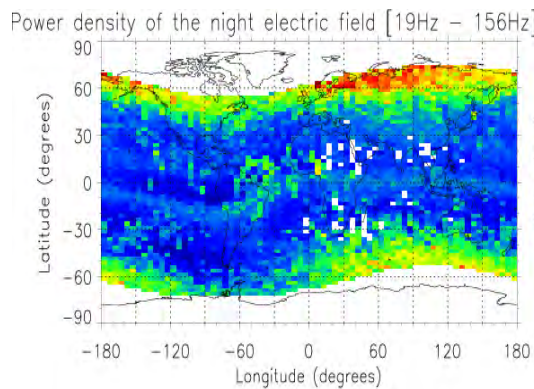 Power density of the night electric field [19Hz – 156Hz]
90
60
30
0
−30
−60
−90
Latitude (degrees)
−180 −120 −60 0 60 120 180
Longitude (degrees)